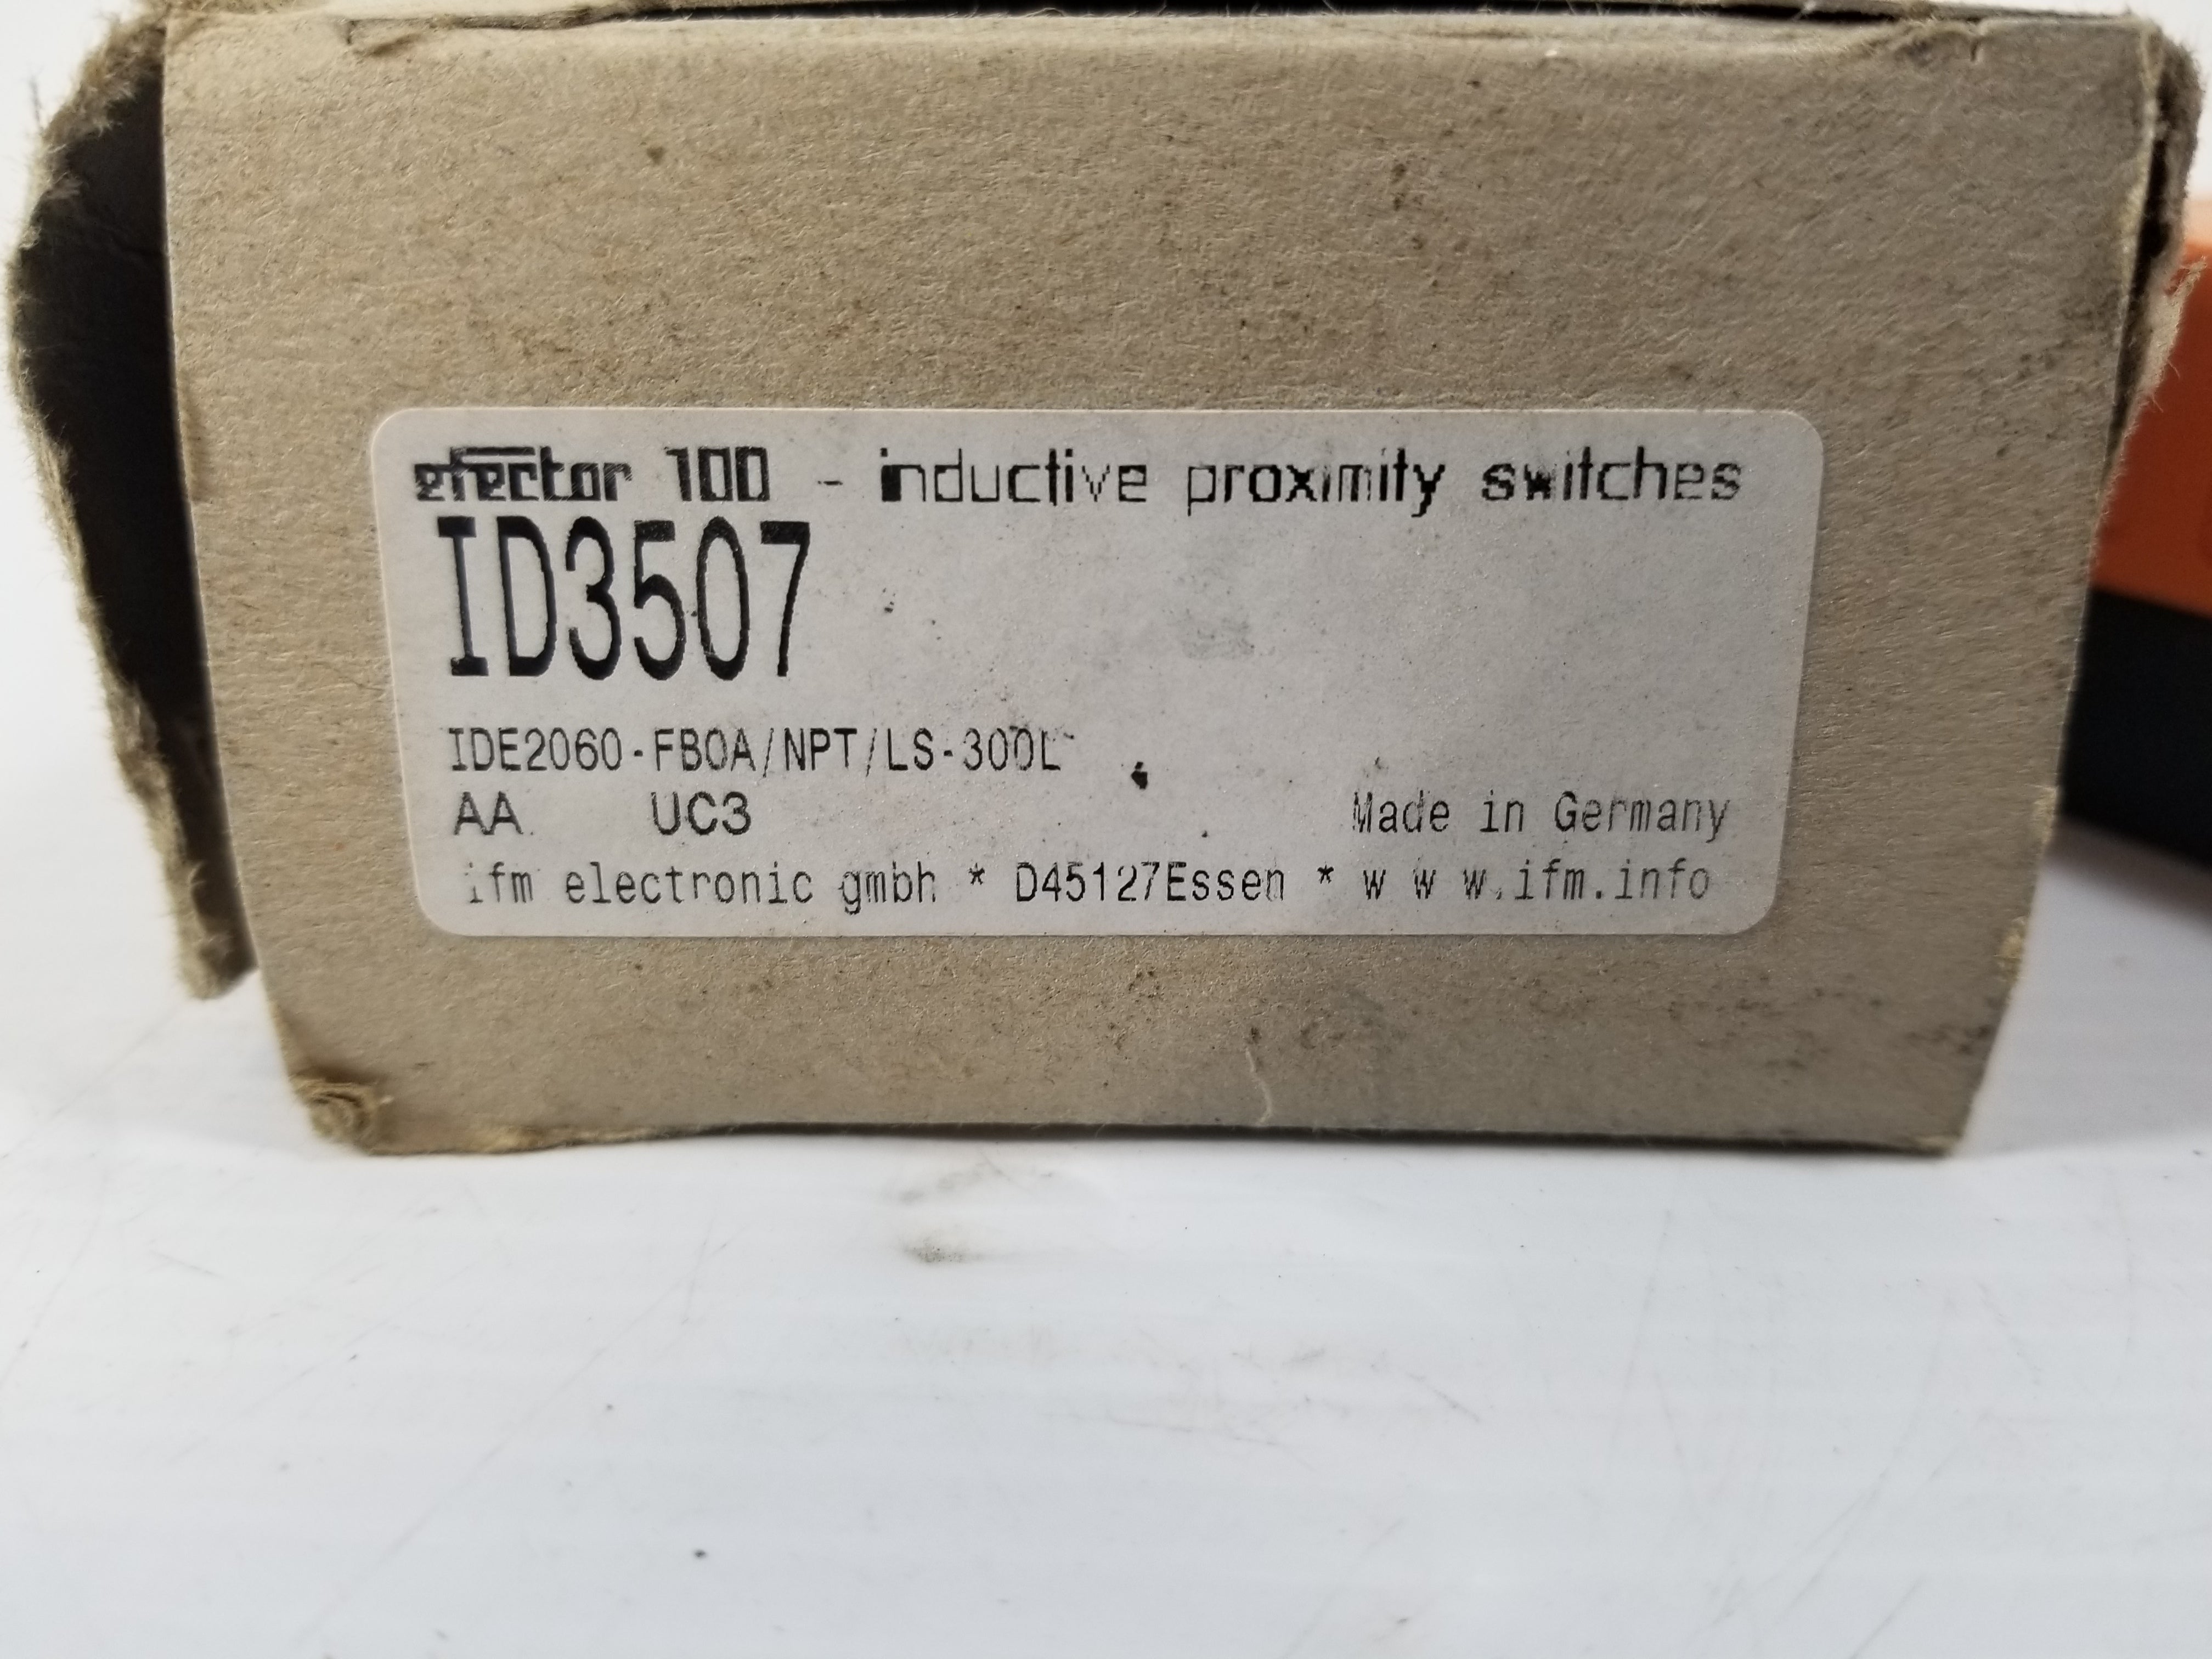 efector 100 - inductive proximity switches
ID3507
IDE2060-FBOA/NPT/LS-300L
AA UC3 Made in Germany
ifm electronic gmbh * D45127Essen * w w w.ifm.info